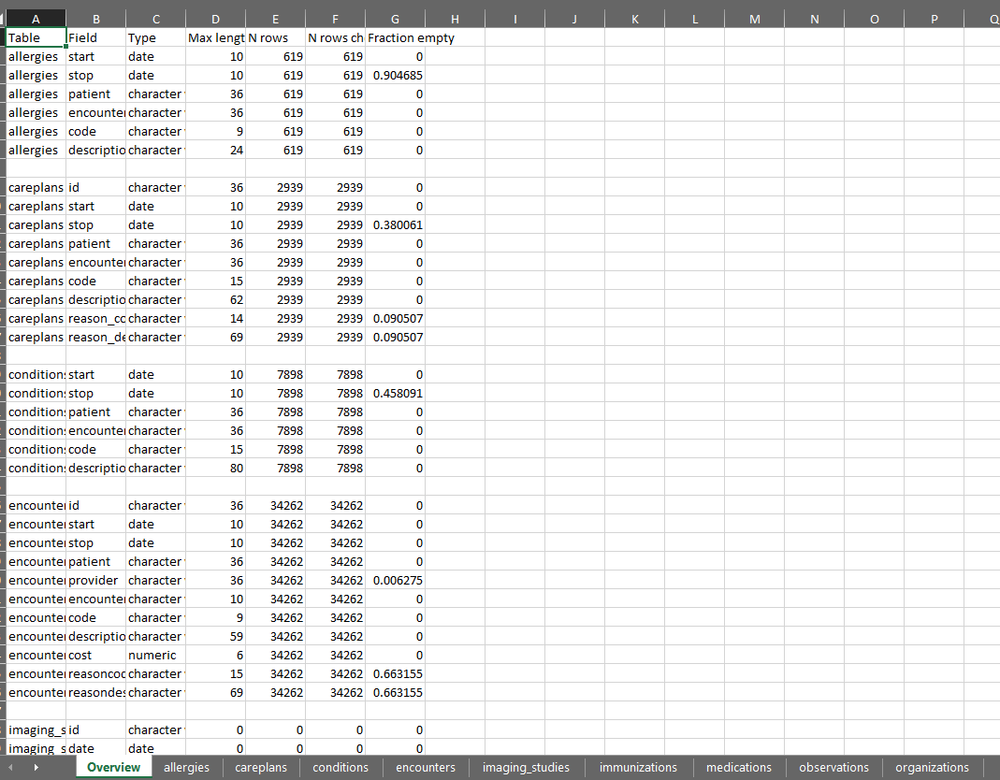 A B C D E F G H I J K L M N O P Q
Table Field Type Max lengt N rows N rows ch Fraction empty
allergies start date 10 619 619 0
allergies stop date 10 619 619 0.904685
allergies patient character 36 619 619 0
allergies encounte character 36 619 619 0
allergies code character 9 619 619 0
allergies descriptio character 24 619 619 0
careplans id character 36 2939 2939 0
careplans start date 10 2939 2939 0
careplans stop date 10 2939 2939 0.380061
careplans patient character 36 2939 2939 0
careplans encounte character 36 2939 2939 0
careplans code character 15 2939 2939 0
careplans descriptio character 62 2939 2939 0
careplans reason_co character 14 2939 2939 0.090507
careplans reason_de character 69 2939 2939 0.090507
condition start date 10 7898 7898 0
condition stop date 10 7898 7898 0.458091
condition patient character 36 7898 7898 0
condition encounte character 36 7898 7898 0
condition code character 15 7898 7898 0
condition descriptio character 80 7898 7898 0
encounte id character 36 34262 34262 0
encounte start date 10 34262 34262 0
encounte stop date 10 34262 34262 0
encounte patient character 36 34262 34262 0
encounte provider character 36 34262 34262 0.006275
encounte encounte character 10 34262 34262 0
encounte code character 9 34262 34262 0
encounte descriptio character 59 34262 34262 0
encounte cost numeric 6 34262 34262 0
encounte reasoncoc character 15 34262 34262 0.663155
encounte reasondes character 69 34262 34262 0.663155
imaging_s id character 0 0 0 0
imaging_s date date 0 0 0 0
Overview allergies careplans conditions encounters imaging_studies immunizations medications observations organizations